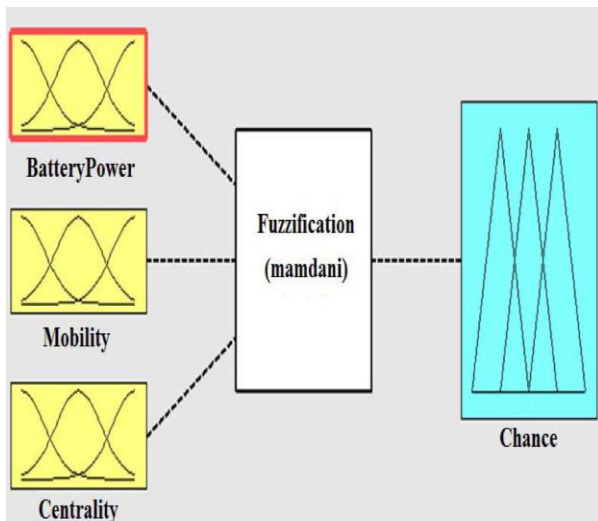 BatteryPower
Mobility
Centrality
Fuzzification
(mamdani)
Chance